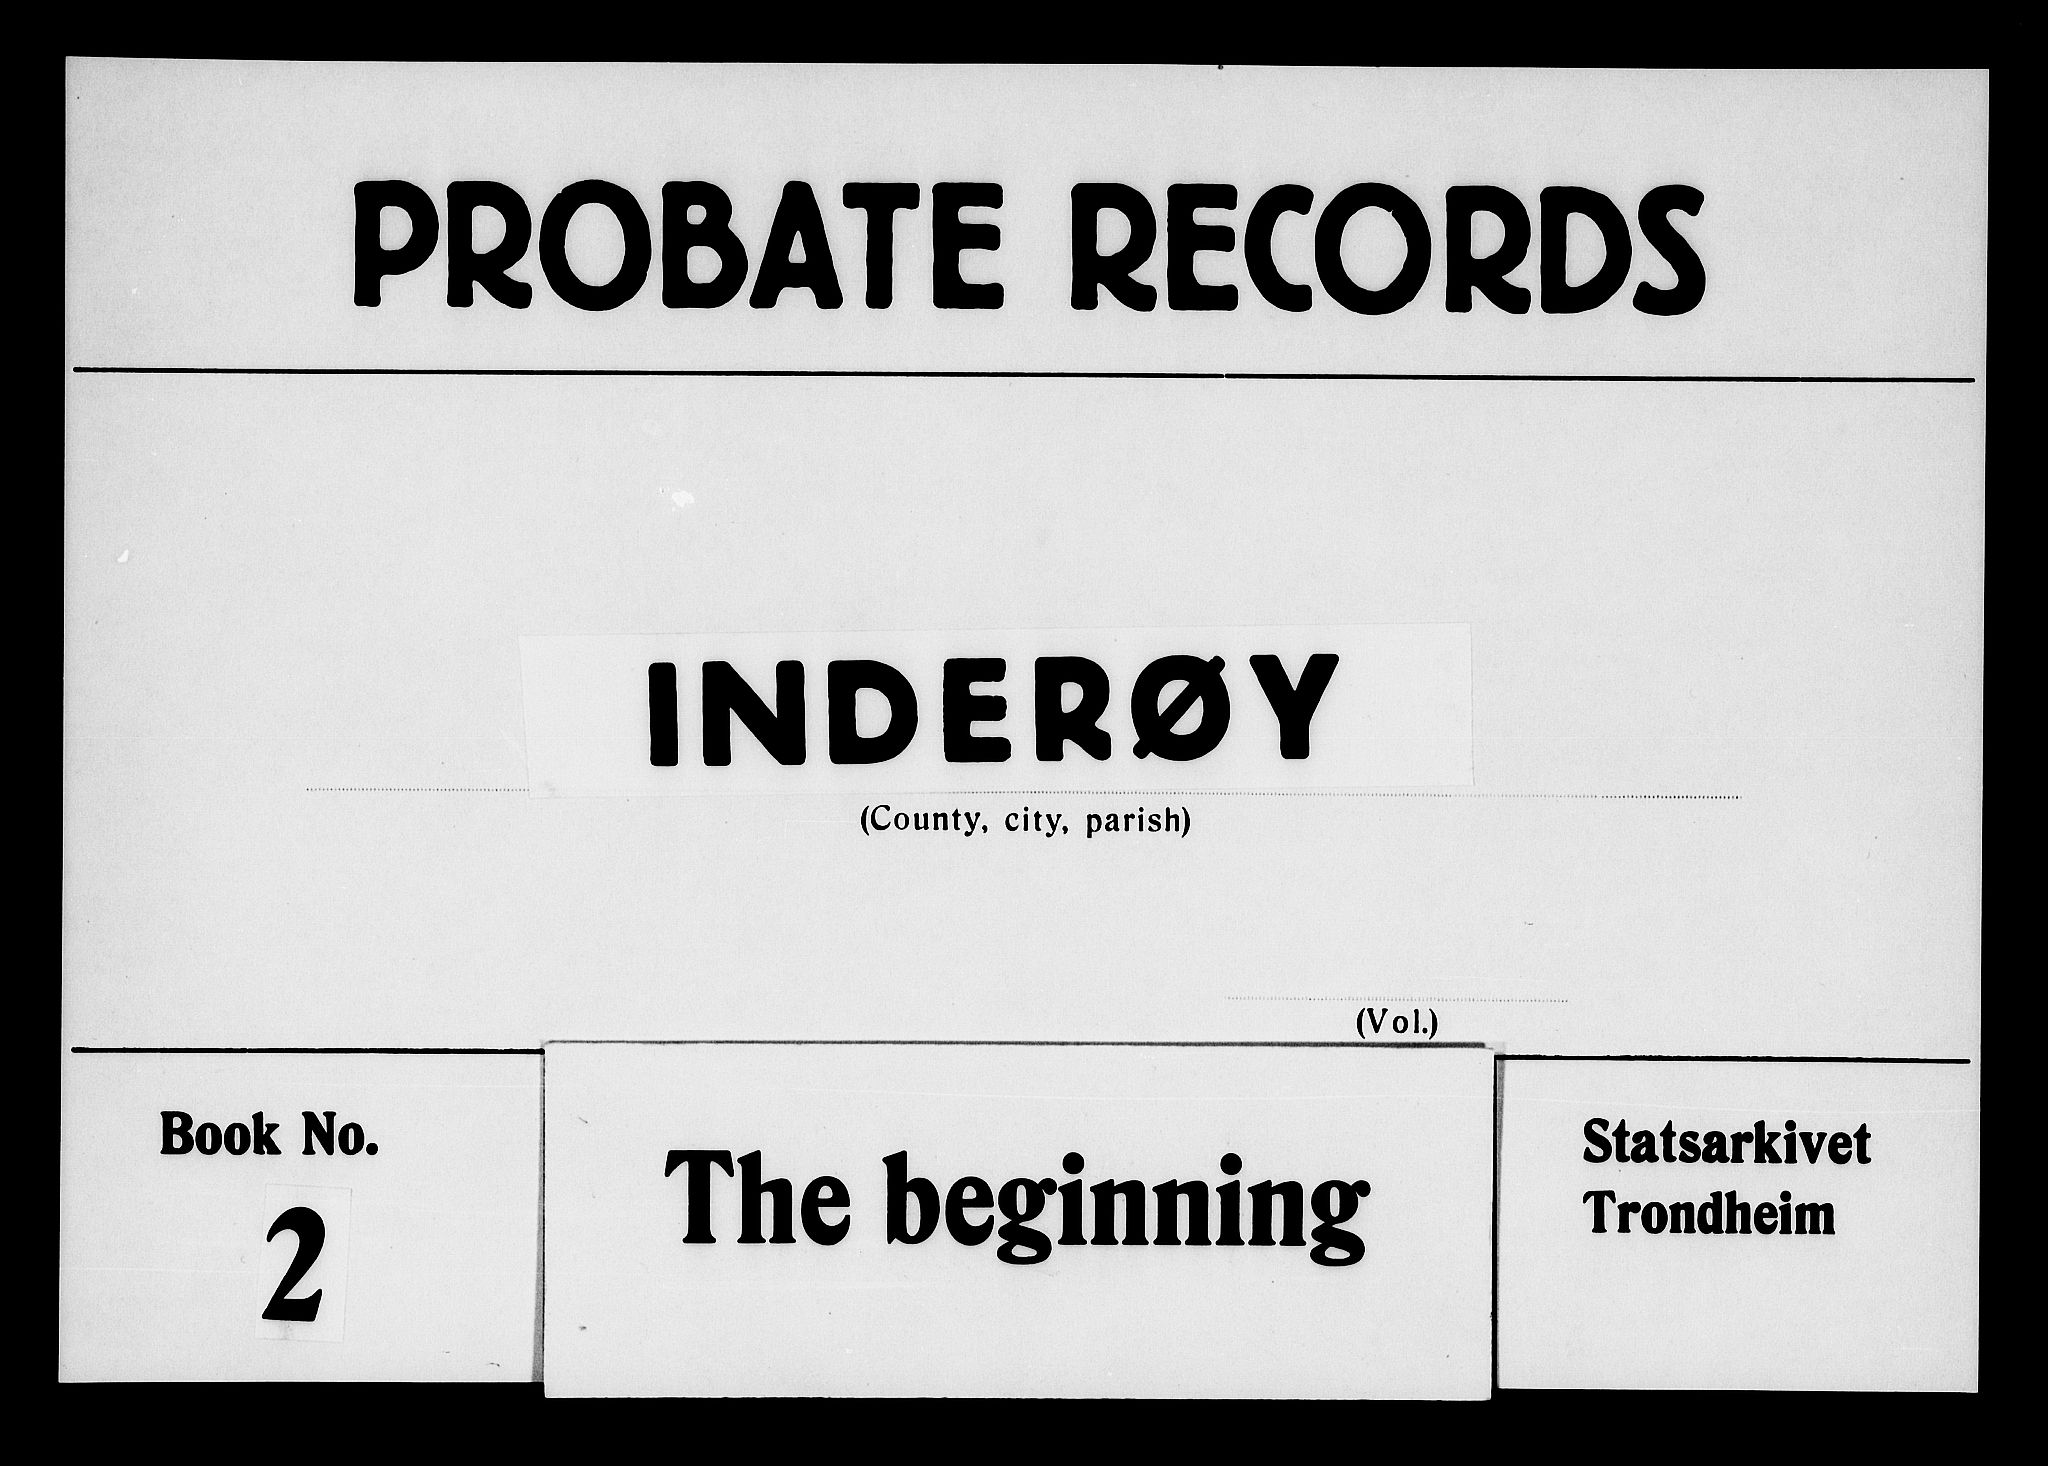 PROBATE RECORDS
INDERØY
(County, city, parish)
(Vol.)
Book No.
2
The beginning
Statsarkivet
Trondheim